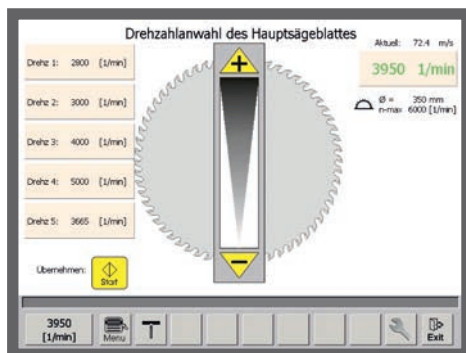 Drehzahlanwahl des Hauptsägeblattes
Aktuell: 72.4 m/s
3950 1/min
Ø = 350 mm
n-max 6000 [1/min]
Drehz 1: 2800 [1/min]
Drehz 2: 3000 [1/min]
Drehz 3: 4000 [1/min]
Drehz 4: 5000 [1/min]
Drehz 5: 3665 [1/min]
Übernehmen:
Start
3950
[1/min]
Menu
Exit